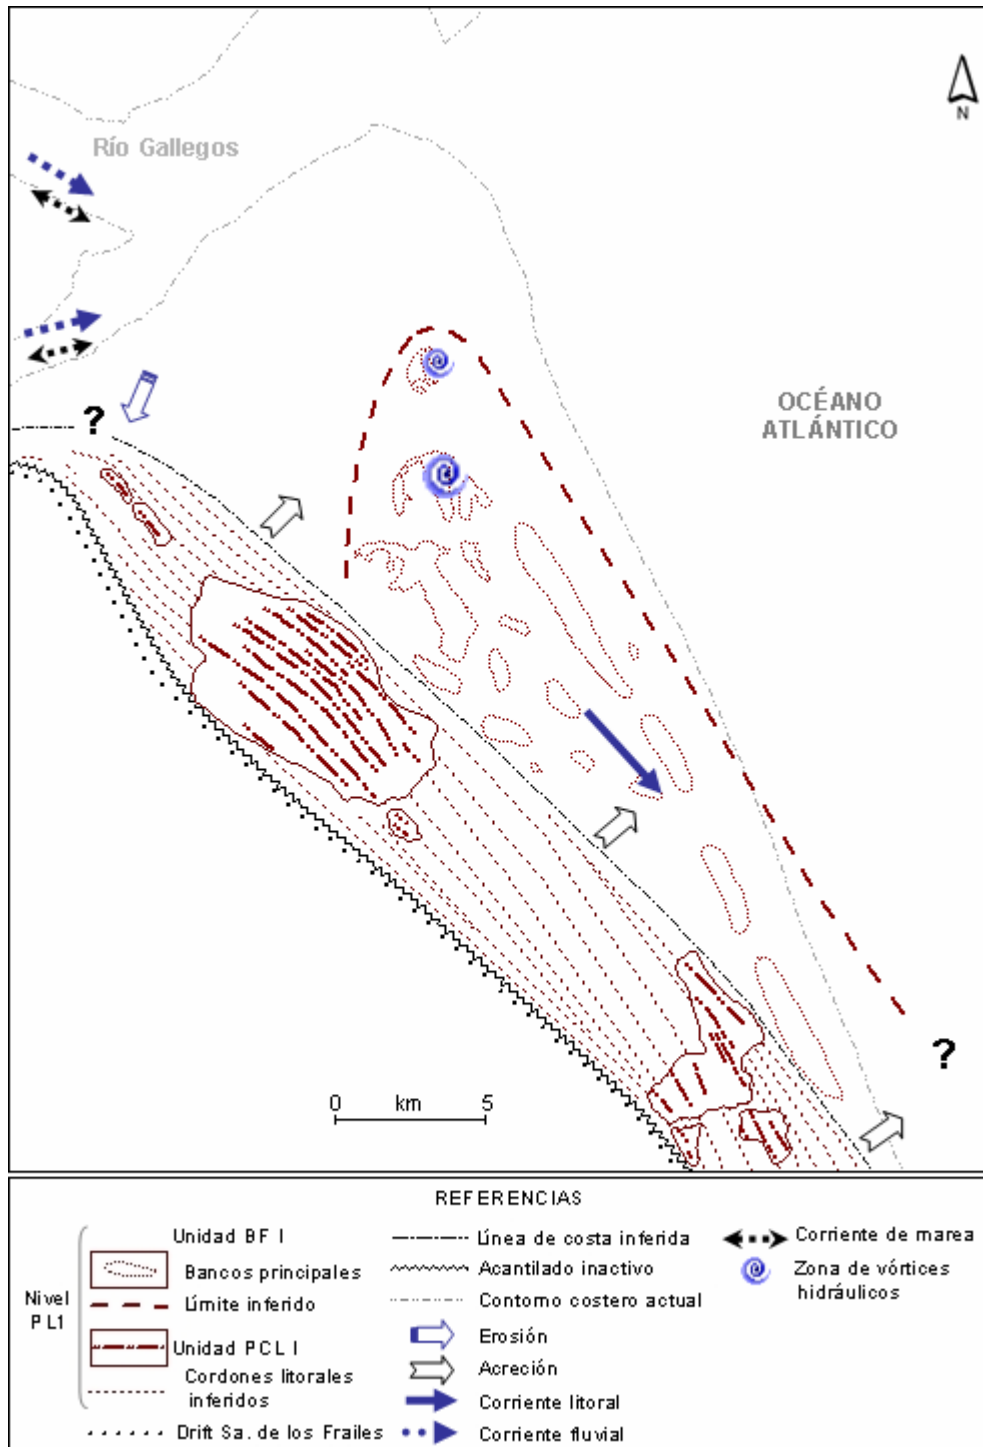 N
Río Gallegos
OCÉANO
ATLÁNTICO
?
?
0 km 5
REFERENCIAS
Nivel
PL1
Unidad BF I
Bancos principales
Límite inferido
Unidad PCL I
Cordones litorales
inferidos
Drift Sa. de los Frailes
Línea de costa inferida
Acantilado inactivo
Contorno costero actual
Erosión
Acreción
Corriente litoral
Corriente fluvial
Corriente de marea
Zona de vórtices
hidráulicos